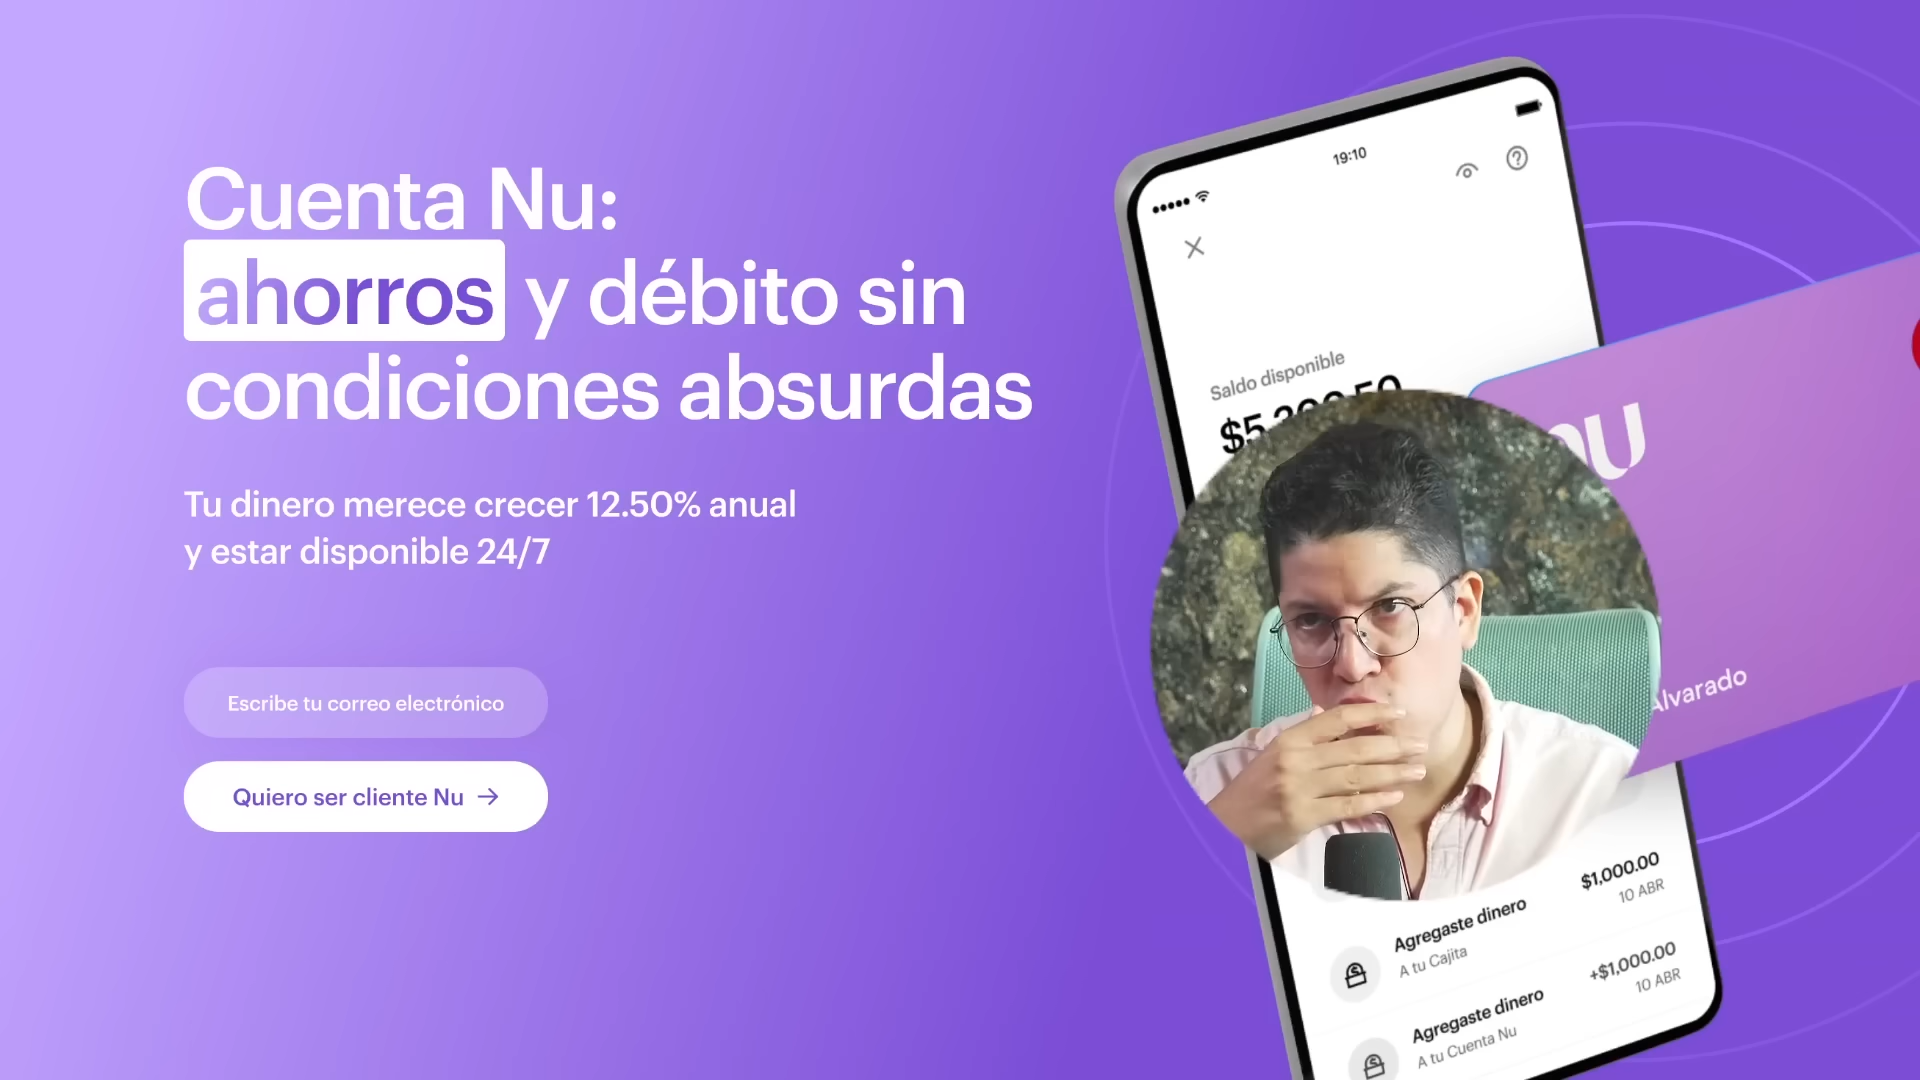 Cuenta Nu:
ahorros y débito sin
condiciones absurdas
Tu dinero merece crecer 12.50% anual
y estar disponible 24/7
Escribe tu correo electrónico
Quiero ser cliente Nu
19:10
Saldo disponible
nu
Alvarado
Agregaste dinero
$1,000.00
A tu Cajita
10 ABR
Agregaste dinero
+$1,000.00
A tu Cuenta Nu
10 ABR